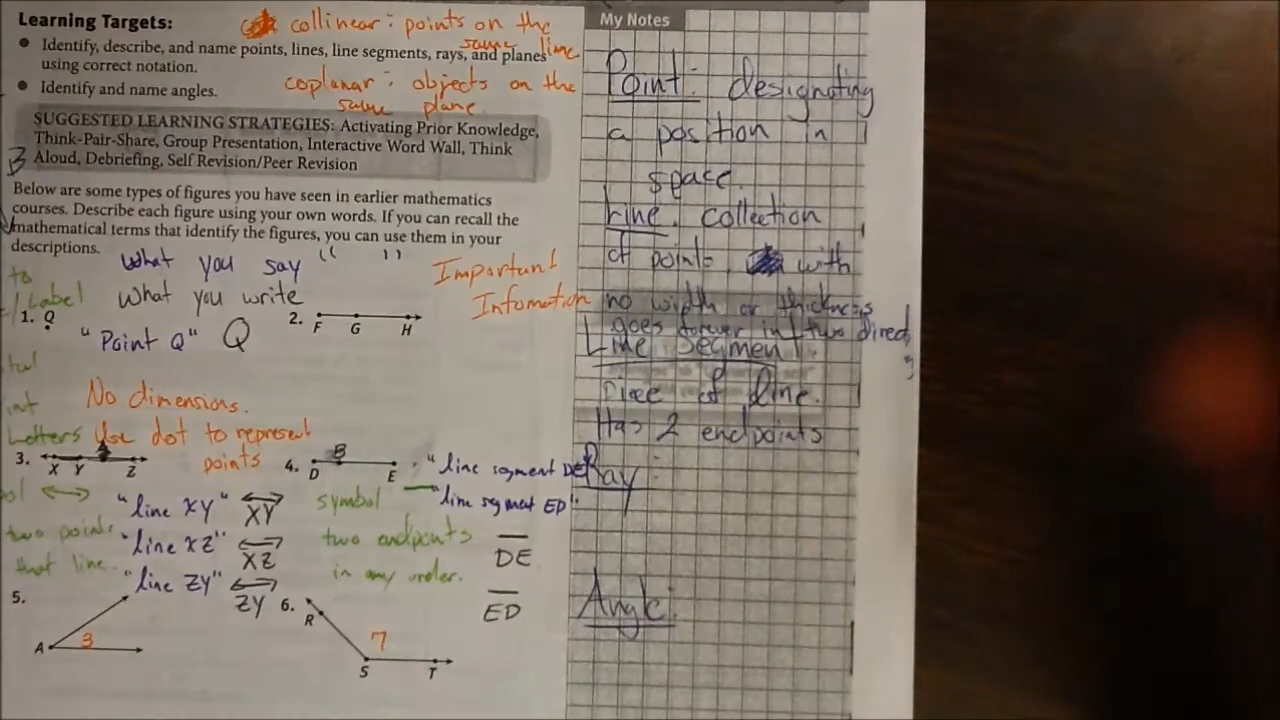 Learning Targets:
collinear : points on the
same line
Identify, describe, and name points, lines, line segments, rays, and planes
using correct notation.
coplanar : objects on the
same plane.
Identify and name angles.
SUGGESTED LEARNING STRATEGIES: Activating Prior Knowledge,
Think-Pair-Share, Group Presentation, Interactive Word Wall, Think
Aloud, Debriefing, Self Revision/Peer Revision
Below are some types of figures you have seen in earlier mathematics
courses. Describe each figure using your own words. If you can recall the
mathematical terms that identify the figures, you can use them in your
descriptions.
What you say " "
What you write
to
Label
Important
Infomation
1. Q
"Point Q" Q
2. F G H
No dimensions.
Use dot to represent
points
Letters
3. X Y Z
4. D B E
"line segment DE"
"line segment ED"
"line XY" XY
"line XZ" XZ
"line ZY" ZY
two points
that line.
symbol
two endpoints
in any order.
DE
ED
5. A 3
6. R S T 7
My Notes
Point: designating
a position in
space.
Line: collection
of points with
no width or thickness
goes forever in two direct
Line Segment:
Piece of line.
Has 2 endpoints
Ray:
Angle: